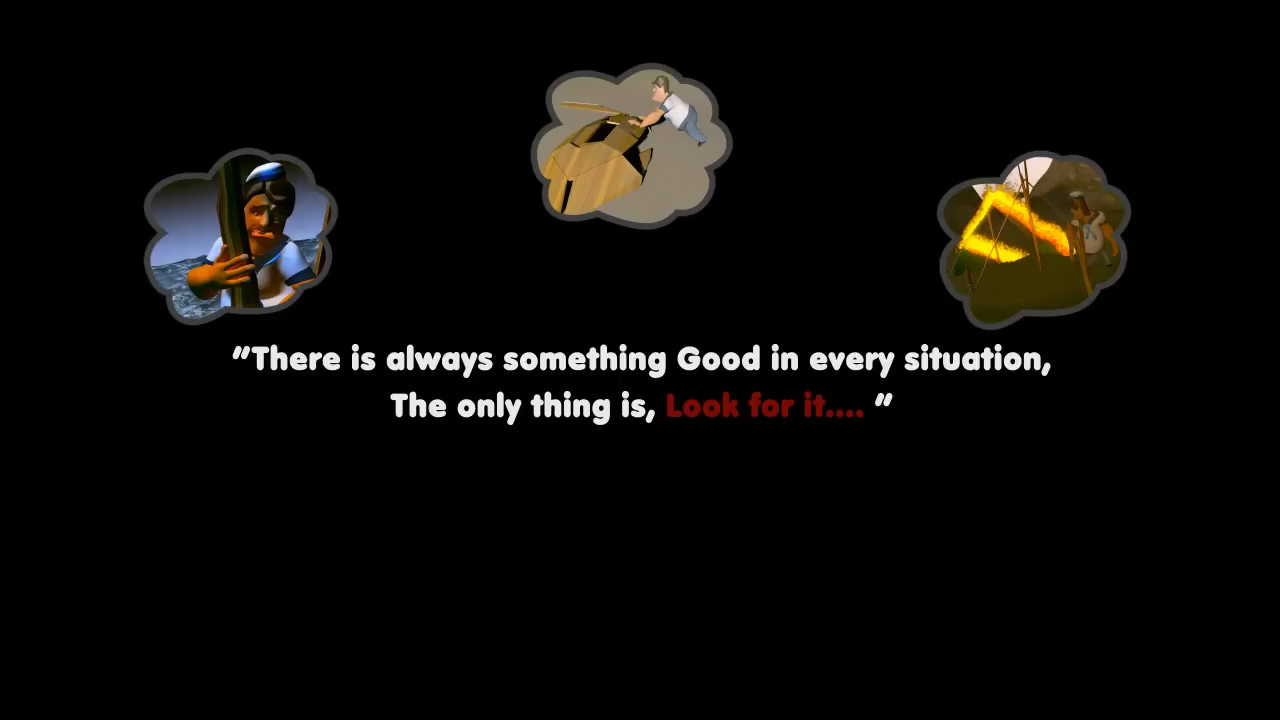 "There is always something Good in every situation,
The only thing is, Look for it.... "